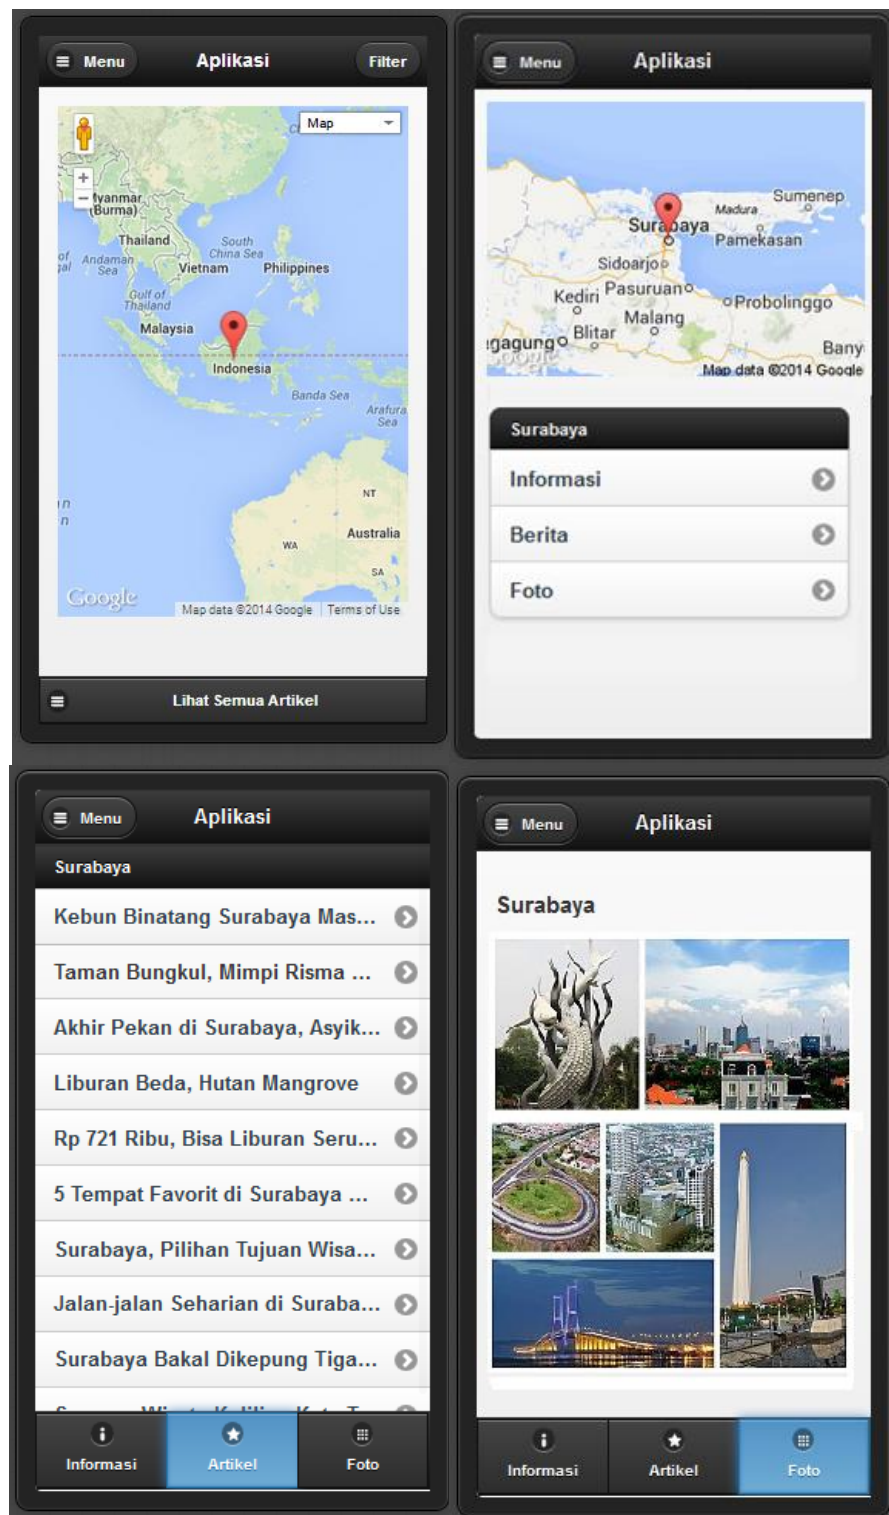 Menu Aplikasi Filter
Map
Myanmar
(Burma)
Thailand
South
China Sea
Andaman
Sea
Vietnam
Philippines
Gulf of
Thailand
Malaysia
Indonesia
Banda Sea
Arafura
Sea
NT
Australia
WA
SA
Google
Map data ©2014 Google Terms of Use
Lihat Semua Artikel
Menu Aplikasi
Sumenep
Madura
Surabaya
Pamekasan
Sidoarjo
Pasuruan
Kediri
Probolinggo
Malang
Blitar
gagung
Bany
Google
Map data ©2014 Google
Surabaya
Informasi
Berita
Foto
Menu Aplikasi
Surabaya
Kebun Binatang Surabaya Mas...
Taman Bungkul, Mimpi Risma ...
Akhir Pekan di Surabaya, Asyik...
Liburan Beda, Hutan Mangrove
Rp 721 Ribu, Bisa Liburan Seru...
5 Tempat Favorit di Surabaya ...
Surabaya, Pilihan Tujuan Wisa...
Jalan-jalan Seharian di Suraba...
Surabaya Bakal Dikepung Tiga...
Informasi Artikel Foto
Menu Aplikasi
Surabaya
Informasi Artikel Foto